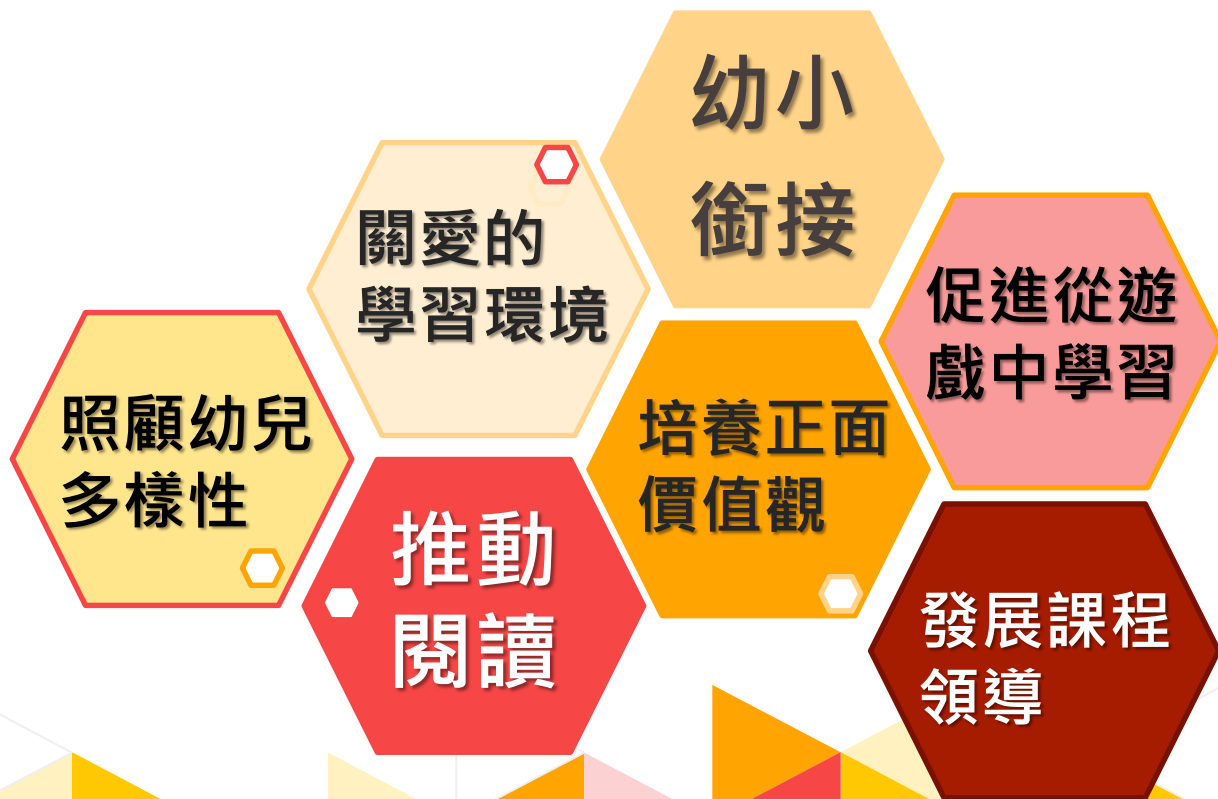 幼小
銜接
關愛的
學習環境
促進從遊
戲中學習
照顧幼兒
多樣性
培養正面
價值觀
推動
閱讀
發展課程
領導